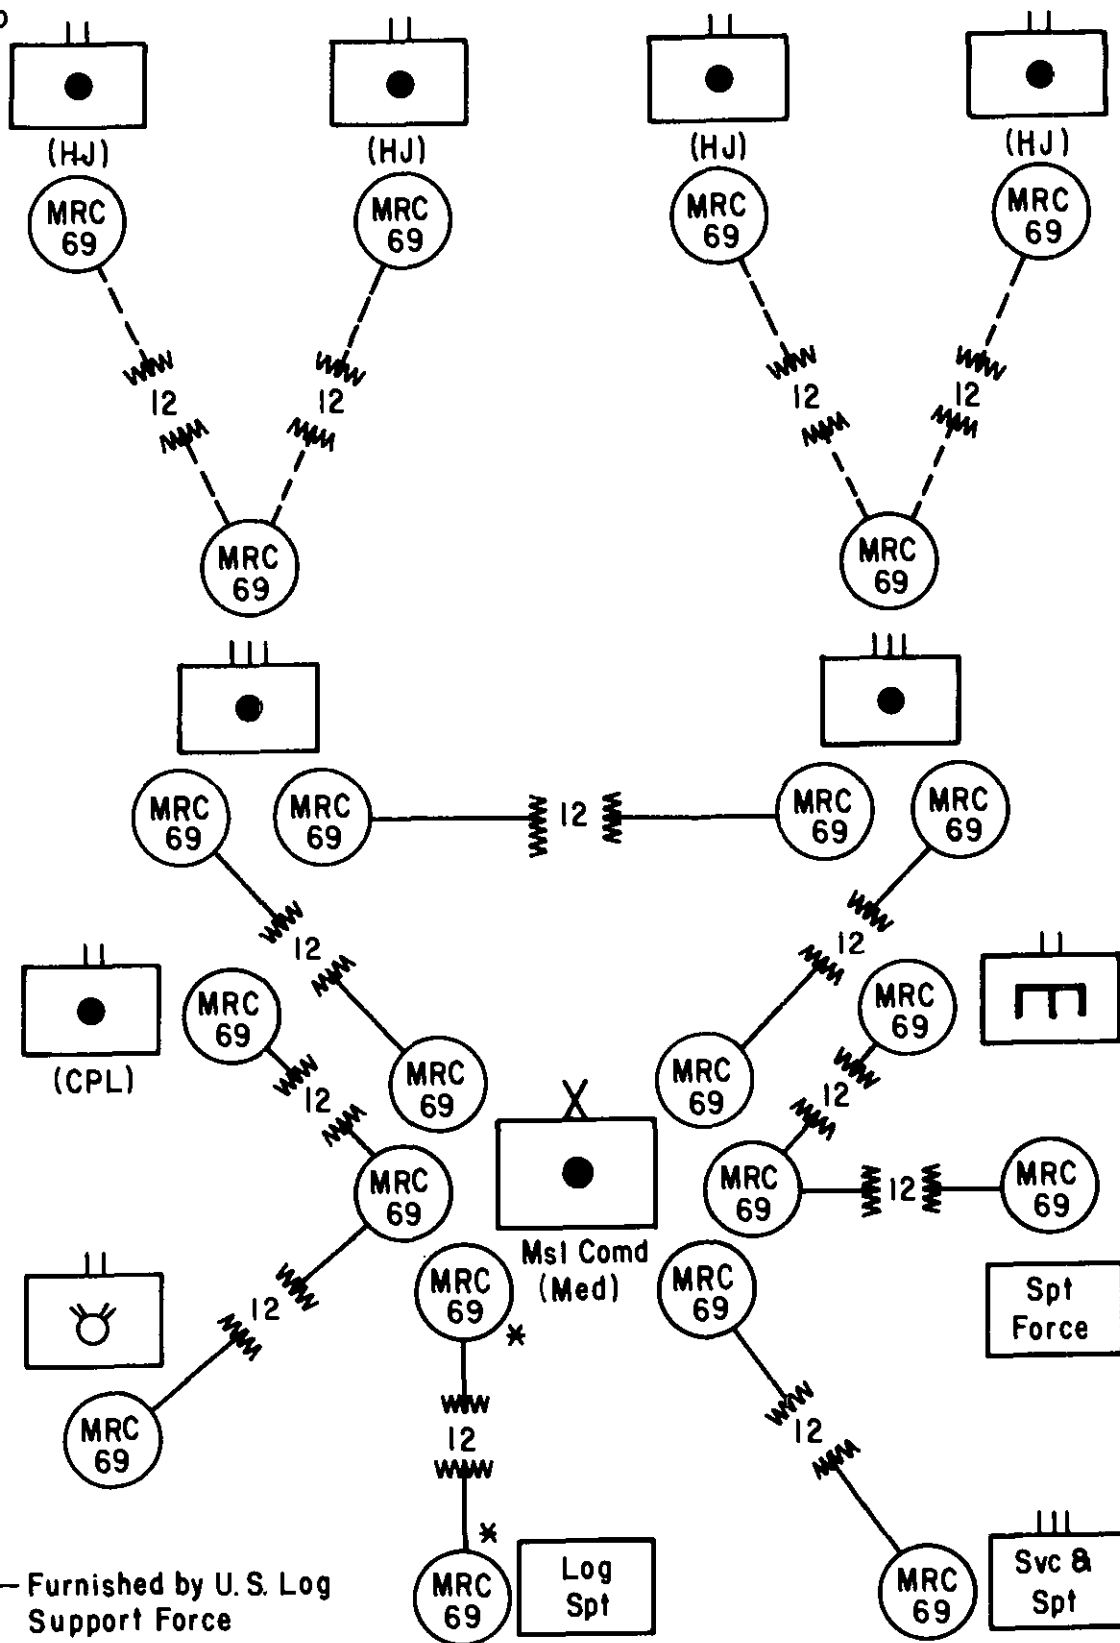 (HJ) (HJ) (HJ) (HJ)
MRC MRC MRC MRC
69 69 69 69
12 12 12 12
MRC MRC
69 69
MRC MRC 12 MRC MRC
69 69 69 69
12 12
MRC MRC
69 69
(CPL)
12 12
MRC MRC
69 69
MRC MRC 12 MRC
69 69 69
Msl Comd
(Med)
MRC MRC
69 69
*
Spt
Force
12
MRC
69
12 12
*
MRC
69
Log
Spt
MRC
69
Svc &
Spt
— Furnished by U.S. Log
Support Force